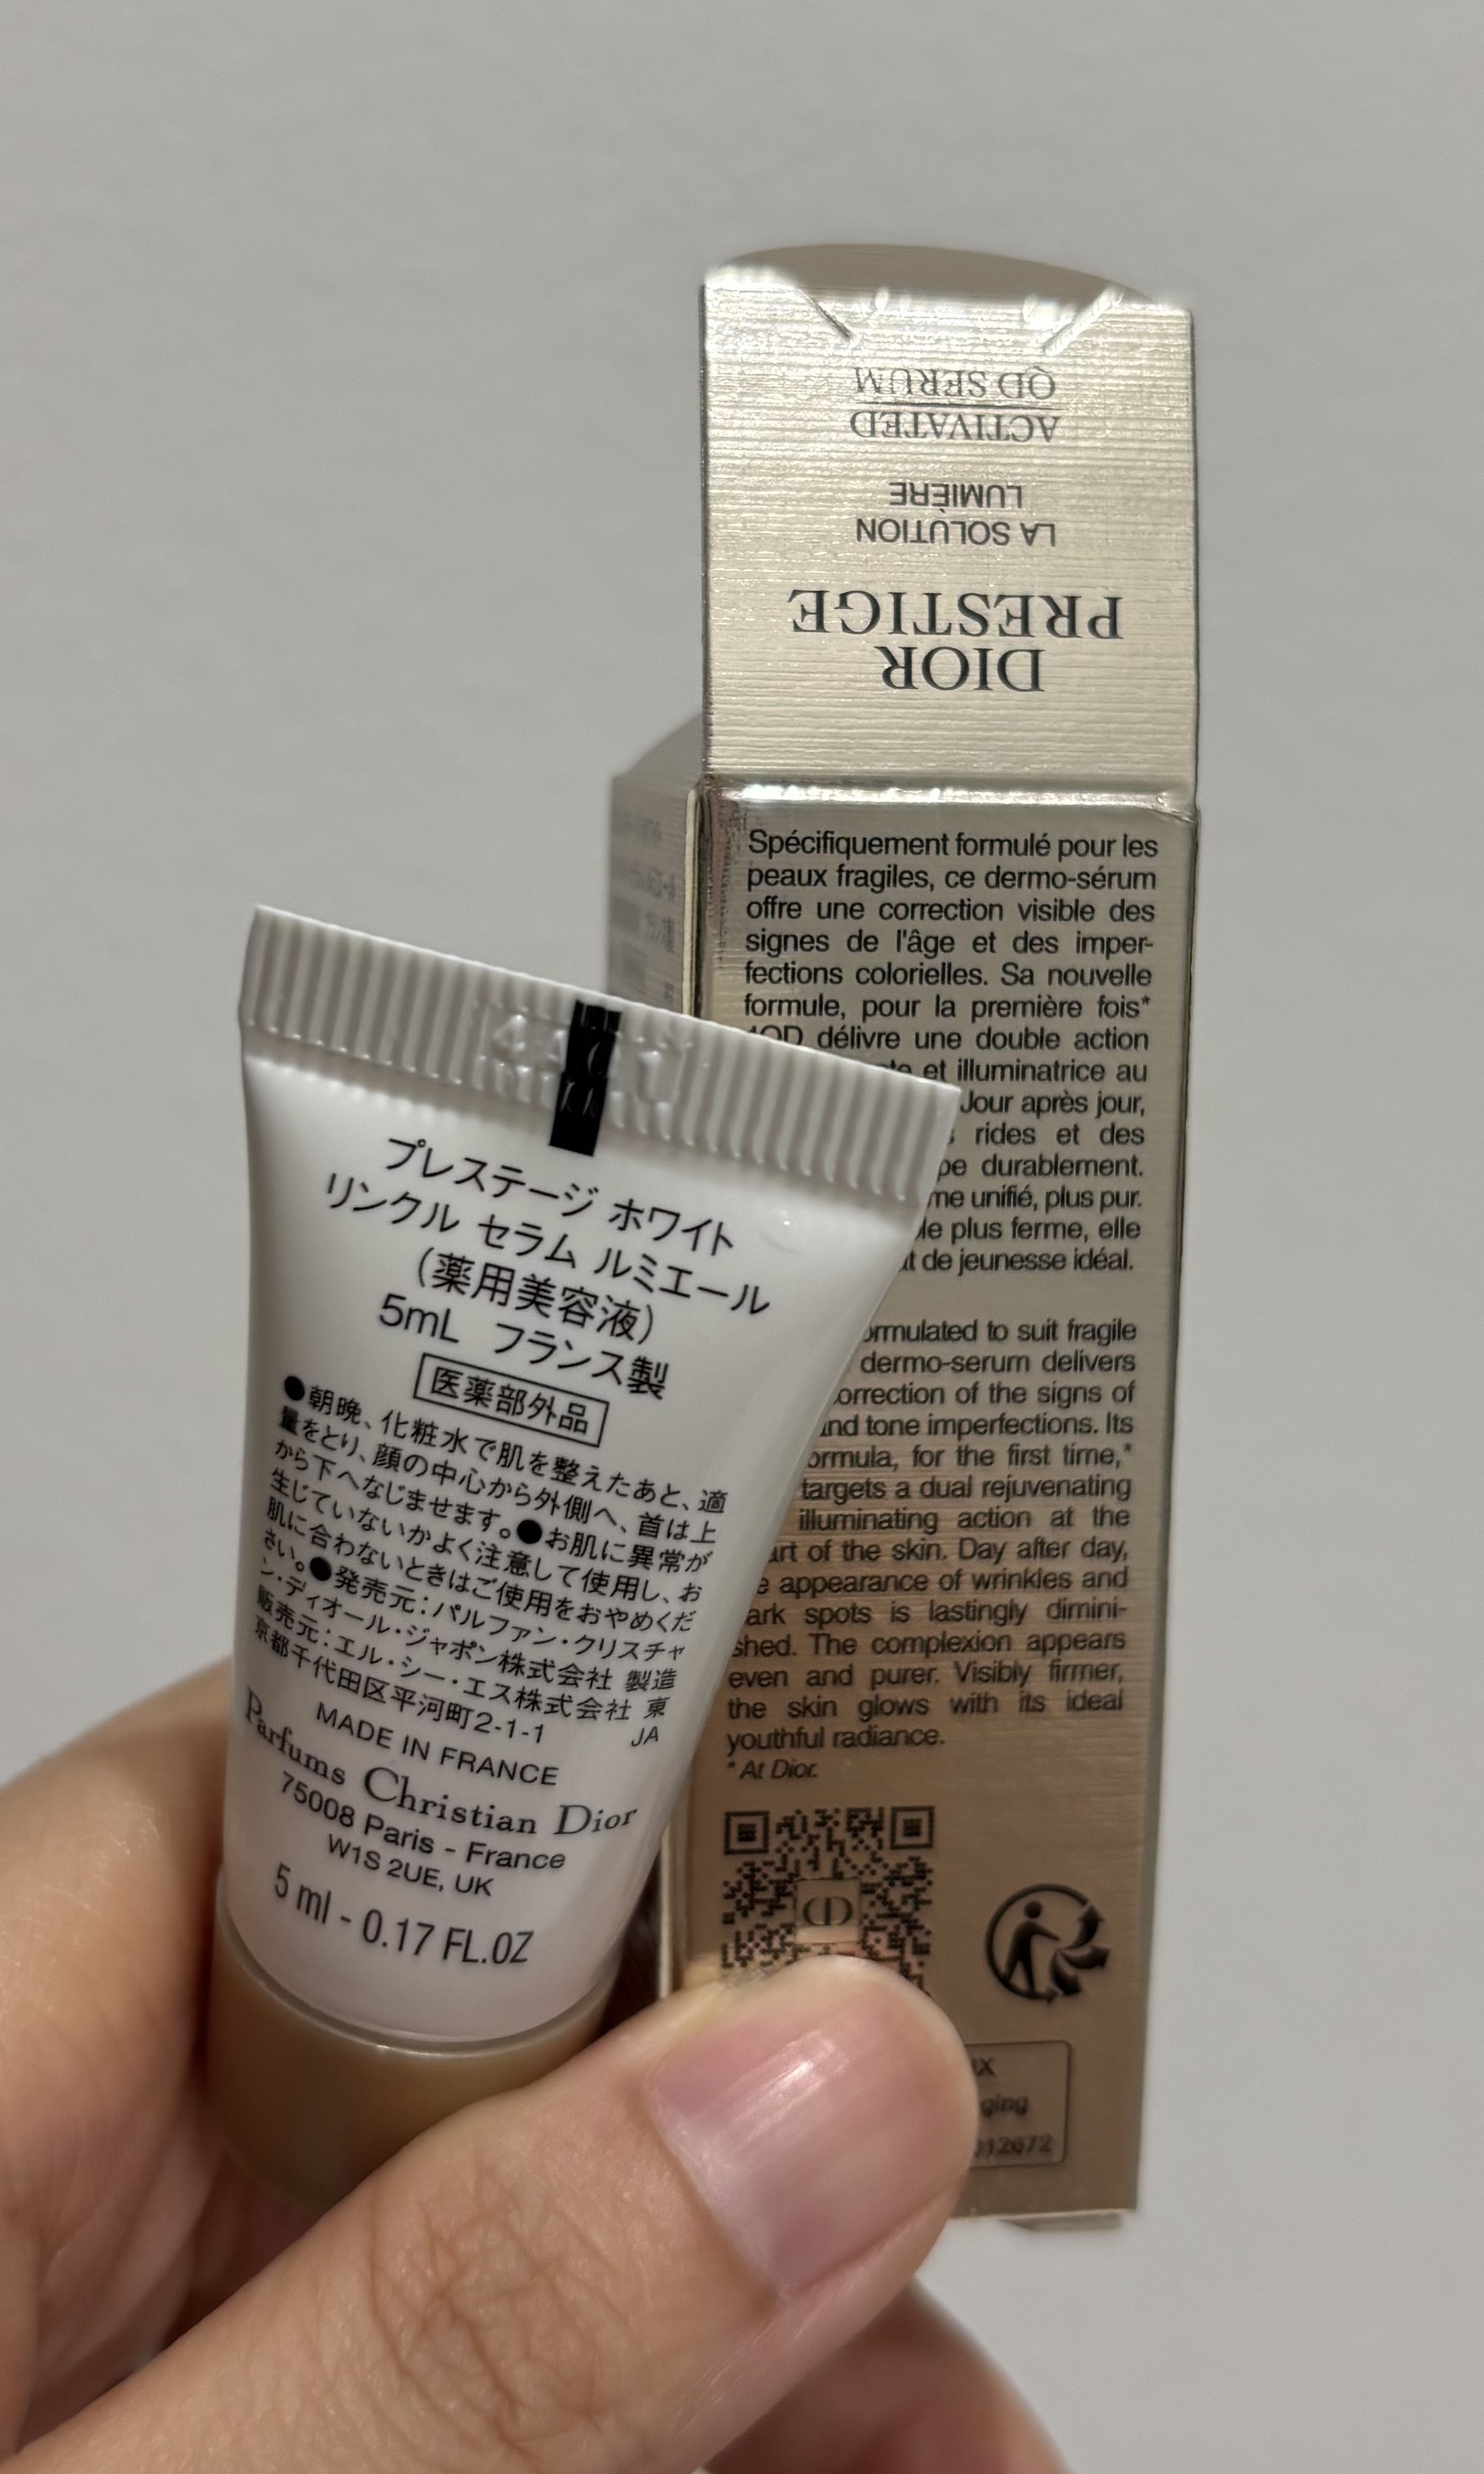 プレステージ ホワイト
リンクル セラム ルミエール
(薬用美容液)
5mL フランス製
医薬部外品
●朝晩、化粧水で肌を整えたあと、適
量をとり、顔の中心から外側へ、首は上
から下へなじませます。●お肌に異常が
生じていないかよく注意して使用し、お
肌に合わないときはご使用をおやめくだ
さい。●発売元：パルファン・クリスチャ
ン・ディオール・ジャポン株式会社 製造
販売元：エル・シー・エス株式会社 東
京都千代田区平河町2-1-1 JA
MADE IN FRANCE
Parfums Christian Dior
75008 Paris - France
W1S 2UE, UK
5 ml - 0.17 FL.OZ
DIOR
PRESTIGE
LA SOLUTION
LUMIÈRE
ACTIVATED
QD SERUM
Spécifiquement formulé pour les
peaux fragiles, ce dermo-sérum
offre une correction visible des
signes de l'âge et des imper-
fections colorielles. Sa nouvelle
formule, pour la première fois*
délivre une double action
et illuminatrice au
Jour après jour,
rides et des
durablement.
unifié, plus pur.
plus ferme, elle
de jeunesse idéal.
to suit fragile
dermo-serum delivers
of the signs of
tone imperfections. Its
for the first time,*
targets a dual rejuvenating
illuminating action at the
of the skin. Day after day,
appearance of wrinkles and
spots is lastingly dimini-
shed. The complexion appears
even and purer. Visibly firmer,
the skin glows with its ideal
youthful radiance.
* At Dior.